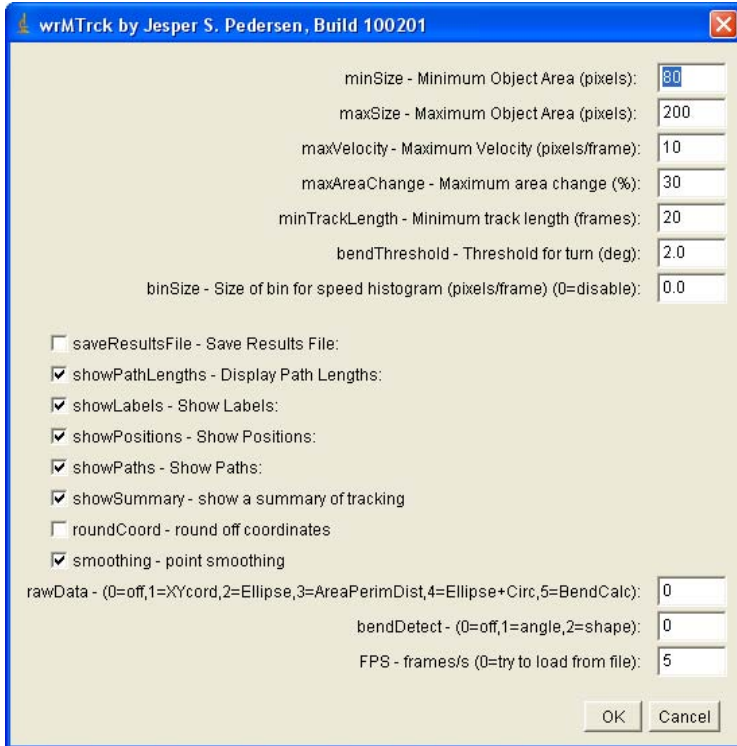 wrMTrck by Jesper S. Pedersen, Build 100201
minSize - Minimum Object Area (pixels): 80
maxSize - Maximum Object Area (pixels): 200
maxVelocity - Maximum Velocity (pixels/frame): 10
maxAreaChange - Maximum area change (%): 30
minTrackLength - Minimum track length (frames): 20
bendThreshold - Threshold for turn (deg): 2.0
binSize - Size of bin for speed histogram (pixels/frame) (0=disable): 0.0
saveResultsFile - Save Results File:
showPathLengths - Display Path Lengths:
showLabels - Show Labels:
showPositions - Show Positions:
showPaths - Show Paths:
showSummary - show a summary of tracking
roundCoord - round off coordinates
smoothing - point smoothing
rawData - (0=off,1=XYcord,2=Ellipse,3=AreaPerimDist,4=Ellipse+Circ,5=BendCalc): 0
bendDetect - (0=off,1=angle,2=shape): 0
FPS - frames/s (0=try to load from file): 5
OK Cancel